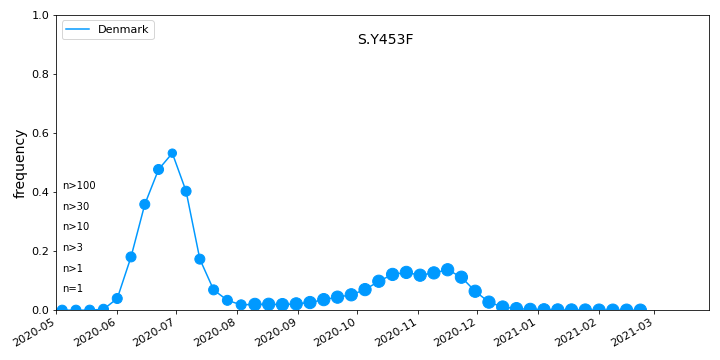 1.0
0.8
0.6
0.4
0.2
0.0
frequency
Denmark
S.Y453F
n>100
n>30
n>10
n>3
n>1
n=1
2020-05
2020-06
2020-07
2020-08
2020-09
2020-10
2020-11
2020-12
2021-01
2021-02
2021-03